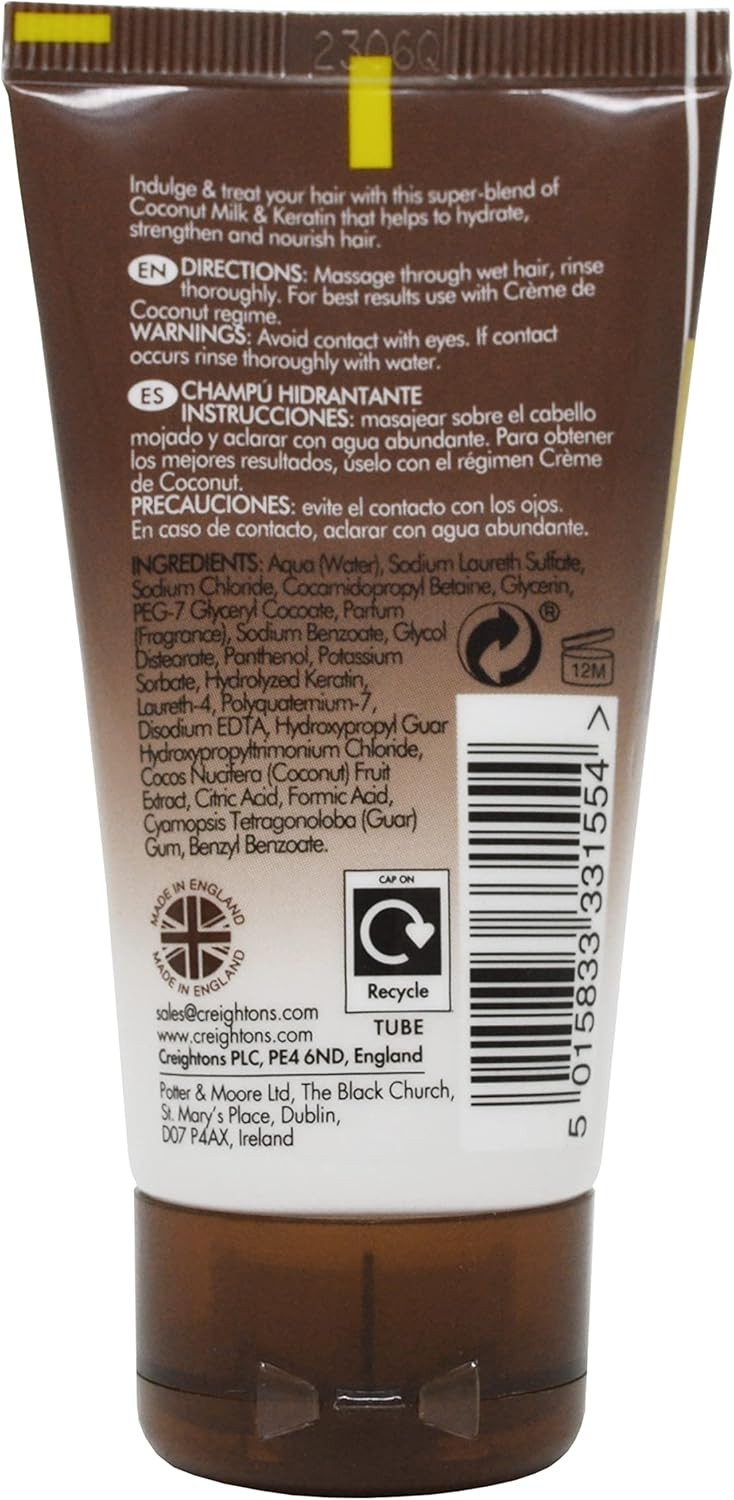 2306Q
Indulge & treat your hair with this super-blend of
Coconut Milk & Keratin that helps to hydrate,
strengthen and nourish hair.
EN DIRECTIONS: Massage through wet hair, rinse
thoroughly. For best results use with Crème de
Coconut regime.
WARNINGS: Avoid contact with eyes. If contact
occurs rinse thoroughly with water.
ES CHAMPÚ HIDRANTANTE
INSTRUCCIONES: masajear sobre el cabello
mojado y aclarar con agua abundante. Para obtener
los mejores resultados, úselo con el régimen Crème
de Coconut.
PRECAUCIONES: evite el contacto con los ojos.
En caso de contacto, aclarar con agua abundante.
INGREDIENTS: Aqua (Water), Sodium Laureth Sulfate,
Sodium Chloride, Cocamidopropyl Betaine, Glycerin,
PEG-7 Glyceryl Cocoate, Parfum
(Fragrance), Sodium Benzoate, Glycol
Distearate, Panthenol, Potassium
Sorbate, Hydrolyzed Keratin,
Laureth-4, Polyquaternium-7,
Disodium EDTA, Hydroxypropyl Guar
Hydroxypropyltrimonium Chloride,
Cocos Nucifera (Coconut) Fruit
Extract, Citric Acid, Formic Acid,
Cyamopsis Tetragonoloba (Guar)
Gum, Benzyl Benzoate.
®
12M
5 015833 331554 >
MADE IN ENGLAND
MADE IN ENGLAND
CAP ON
Recycle
TUBE
sales@creightons.com
www.creightons.com
Creightons PLC, PE4 6ND, England
Potter & Moore Ltd, The Black Church,
St. Mary's Place, Dublin,
D07 P4AX, Ireland